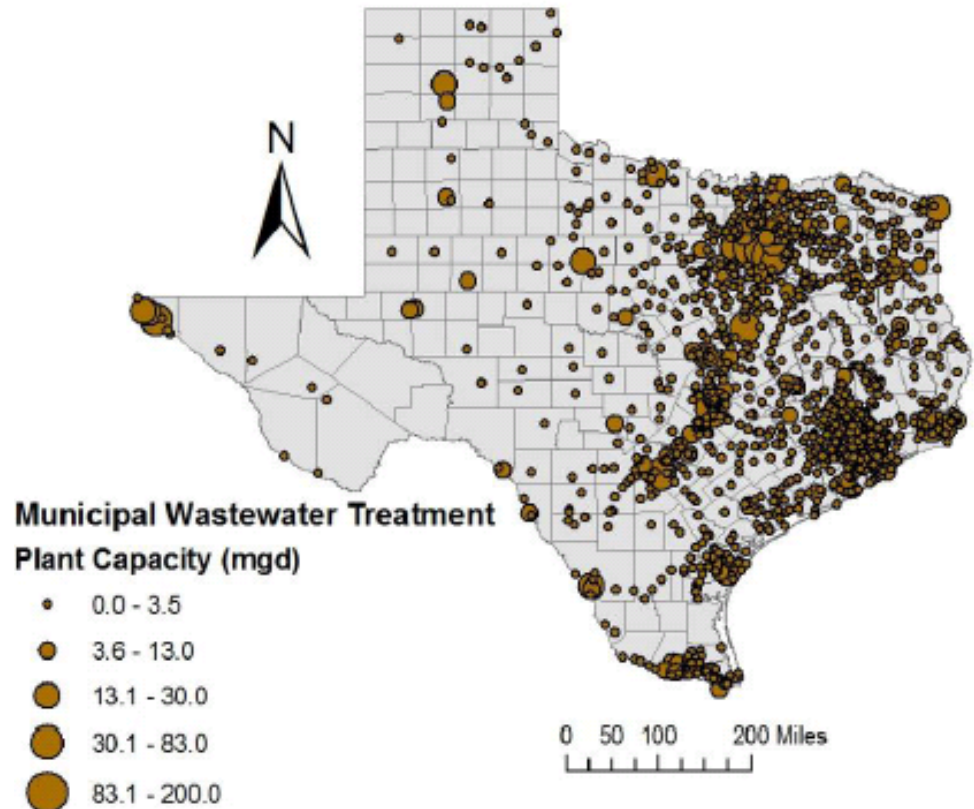 N
Municipal Wastewater Treatment
Plant Capacity (mgd)
0.0 - 3.5
3.6 - 13.0
13.1 - 30.0
30.1 - 83.0
83.1 - 200.0
0 50 100 200 Miles